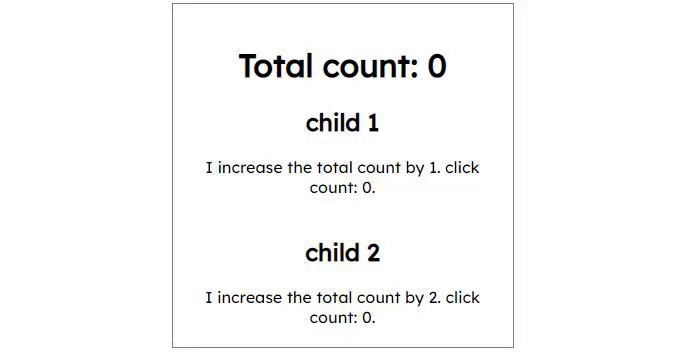 Total count: 0
child 1
I increase the total count by 1. click
count: 0.
child 2
I increase the total count by 2. click
count: 0.